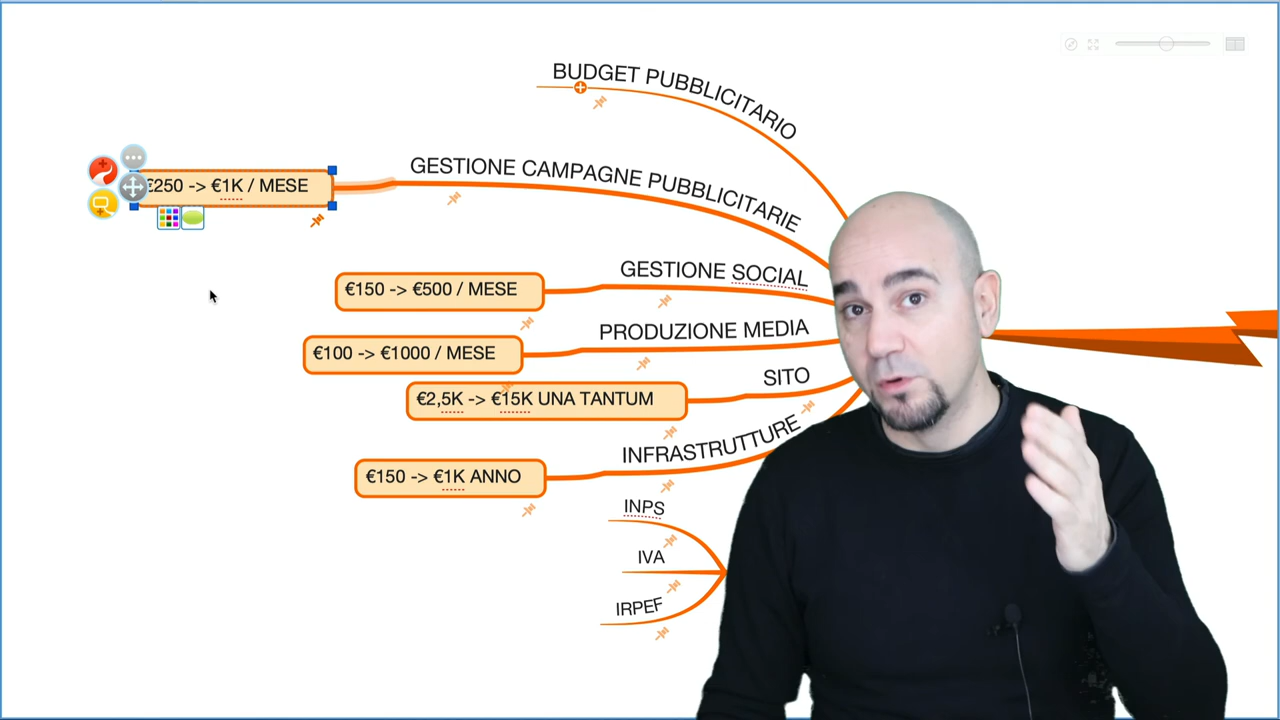 BUDGET PUBBLICITARIO
GESTIONE CAMPAGNE PUBBLICITARIE
€250 -> €1K / MESE
GESTIONE SOCIAL
€150 -> €500 / MESE
PRODUZIONE MEDIA
€100 -> €1000 / MESE
SITO
€2,5K -> €15K UNA TANTUM
INFRASTRUTTURE
€150 -> €1K ANNO
INPS
IVA
IRPEF